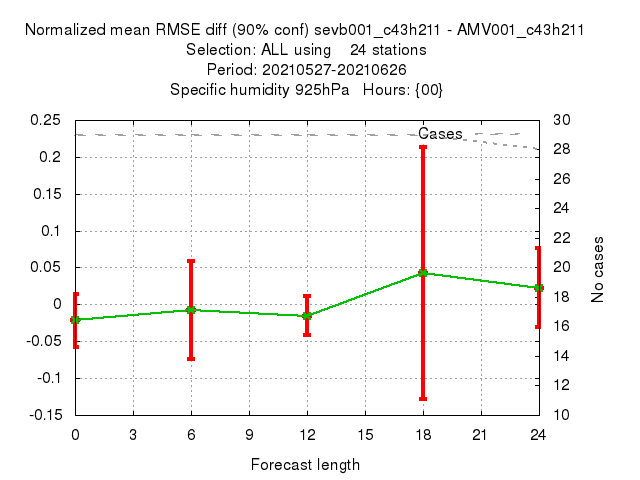 Normalized mean RMSE diff (90% conf) sevb001_c43h211 - AMV001_c43h211
Selection: ALL using 24 stations
Period: 20210527-20210626
Specific humidity 925hPa Hours: {00}
0.25
0.2
0.15
0.1
0.05
0
-0.05
-0.1
-0.15
Cases
30
28
26
24
22
20
18
16
14
12
10
No cases
0 3 6 9 12 15 18 21 24
Forecast length